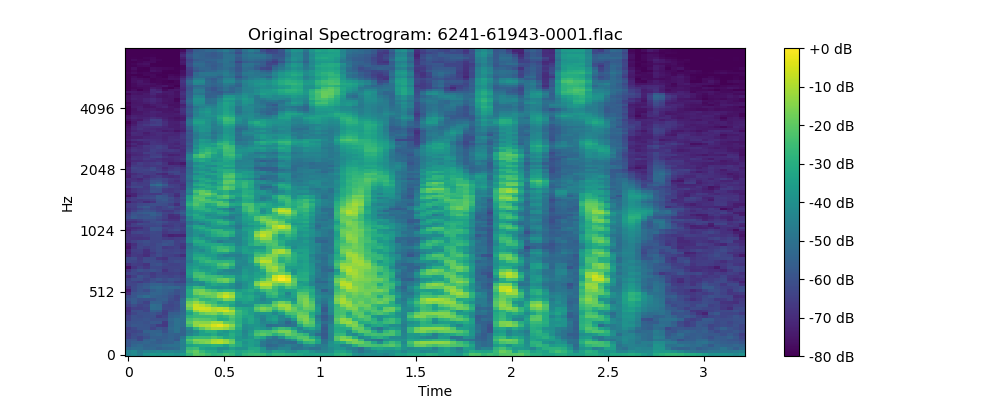 Original Spectrogram: 6241-61943-0001.flac
+0 dB
4096
-10 dB
-20 dB
2048
-30 dB
Hz
-40 dB
1024
-50 dB
512
-60 dB
-70 dB
0
-80 dB
0 0.5 1 1.5 2 2.5 3
Time